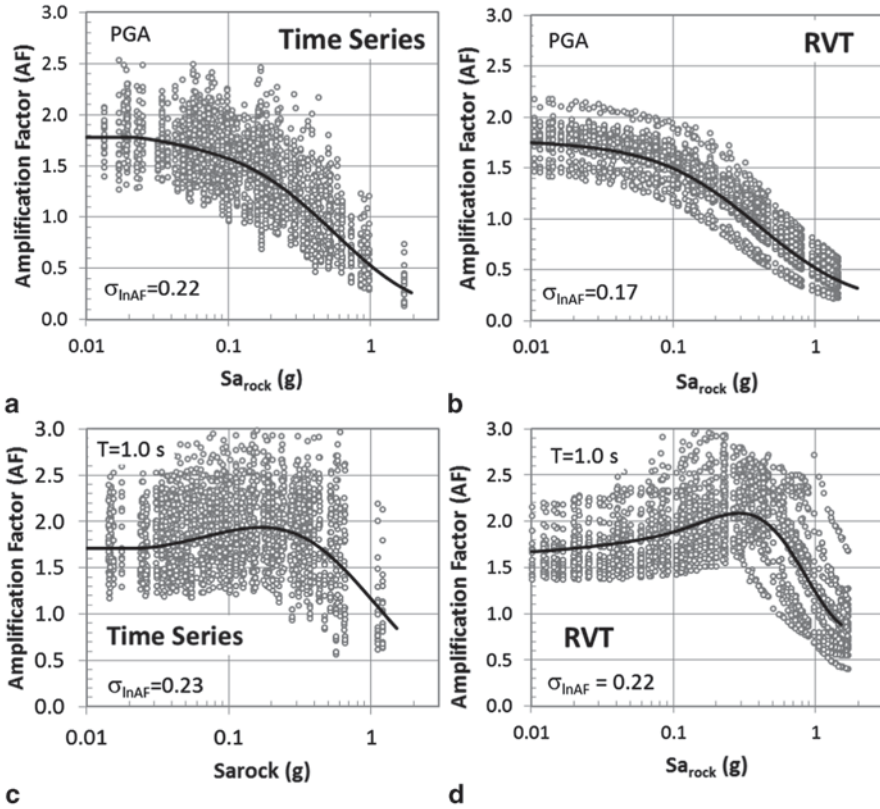 PGA
Time Series
Amplification Factor (AF)
3.0
2.5
2.0
1.5
1.0
0.5
0.0
σlnAF=0.22
0.01
0.1
1
Sarock (g)
a
PGA
RVT
Amplification Factor (AF)
3.0
2.5
2.0
1.5
1.0
0.5
0.0
σlnAF=0.17
0.01
0.1
1
Sarock (g)
b
T=1.0 s
Amplification Factor (AF)
3.0
2.5
2.0
1.5
1.0
0.5
0.0
Time Series
σlnAF=0.23
0.01
0.1
1
Sarock (g)
c
T=1.0 s
Amplification Factor (AF)
3.0
2.5
2.0
1.5
1.0
0.5
0.0
RVT
σlnAF = 0.22
0.01
0.1
1
Sarock (g)
d